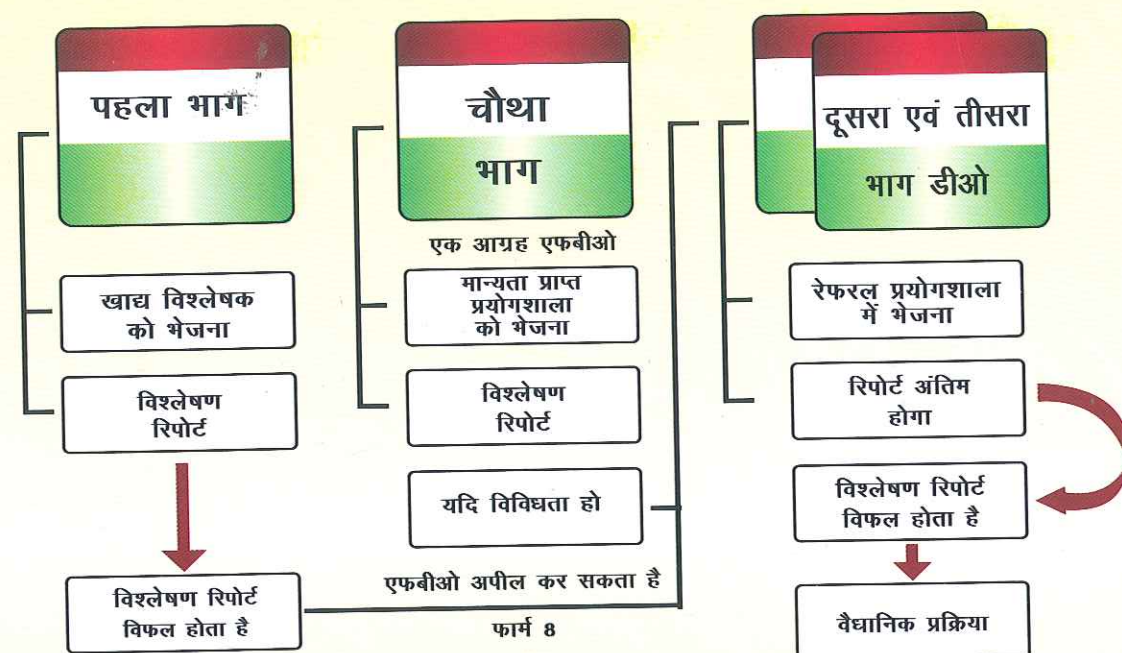 पहला भाग
खाद्य विश्लेषक
को भेजना
विश्लेषण
रिपोर्ट
विश्लेषण रिपोर्ट
विफल होता है
चौथा
भाग
एक आग्रह एफबीओ
मान्यता प्राप्त
प्रयोगशाला
को भेजना
विश्लेषण
रिपोर्ट
यदि विविधता हो
एफबीओ अपील कर सकता है
फार्म 8
दूसरा एवं तीसरा
भाग डीओ
रेफरल प्रयोगशाला
में भेजना
रिपोर्ट अंतिम
होगा
विश्लेषण रिपोर्ट
विफल होता है
वैधानिक प्रक्रिया